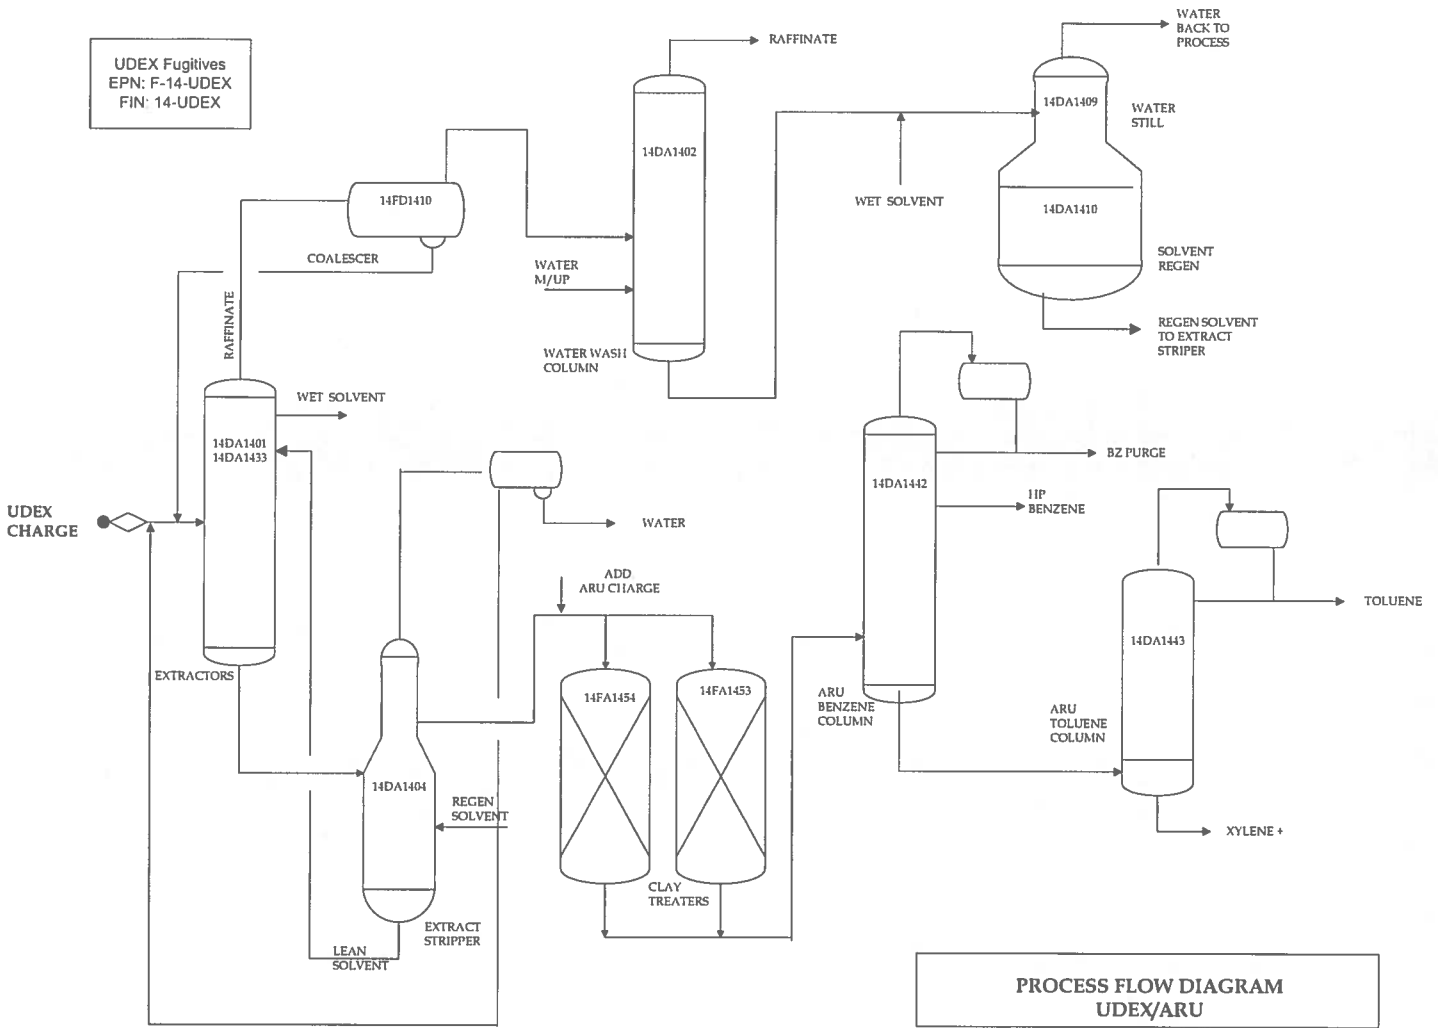 UDEX Fugitives
EPN: F-14-UDEX
FIN: 14-UDEX
RAFFINATE
WATER
BACK TO
PROCESS
14DA1409
WATER
STILL
14DA1402
14FD1410
WET SOLVENT
14DA1410
COALESCER
WATER
M/UP
SOLVENT
REGEN
RAFFINATE
WATER WASH
COLUMN
REGEN SOLVENT
TO EXTRACT
STRIPER
WET SOLVENT
14DA1401
14DA1433
BZ PURGE
14DA1442
HP
BENZENE
UDEX
CHARGE
WATER
ADD
ARU CHARGE
TOLUENE
14DA1443
EXTRACTORS
14FA1454
14FA1453
ARU
BENZENE
COLUMN
ARU
TOLUENE
COLUMN
14DA1404
REGEN
SOLVENT
XYLENE +
CLAY
TREATERS
EXTRACT
STRIPPER
LEAN
SOLVENT
PROCESS FLOW DIAGRAM
UDEX/ARU